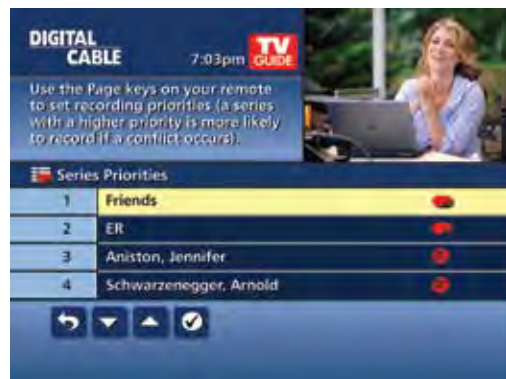 DIGITAL
CABLE
7:03pm
TV
GUIDE
Use the Page keys on your remote
to set recording priorities (a series
with a higher priority is more likely
to record if a conflict occurs).
Series Priorities
1 Friends
2 ER
3 Aniston, Jennifer
4 Schwarzenegger, Arnold